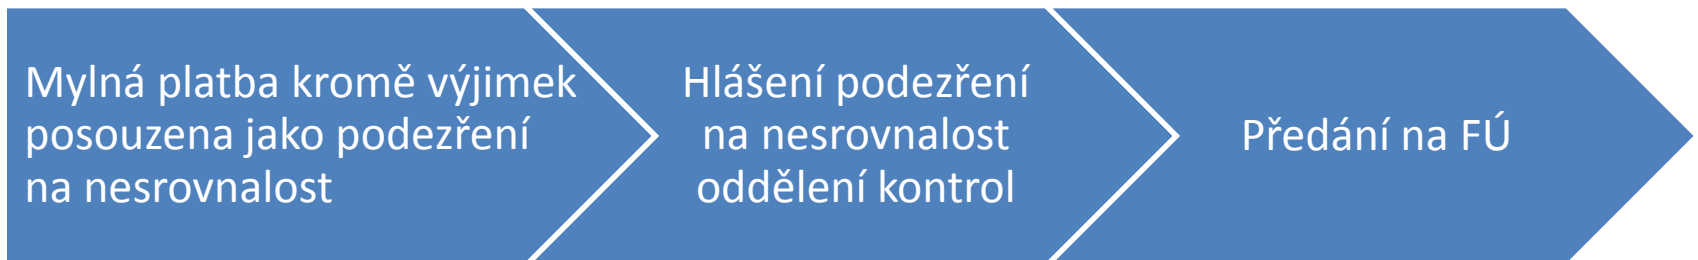 Mylná platba kromě výjimek
posouzena jako podezření
na nesrovnalost
Hlášení podezření
na nesrovnalost
oddělení kontrol
Předání na FÚ